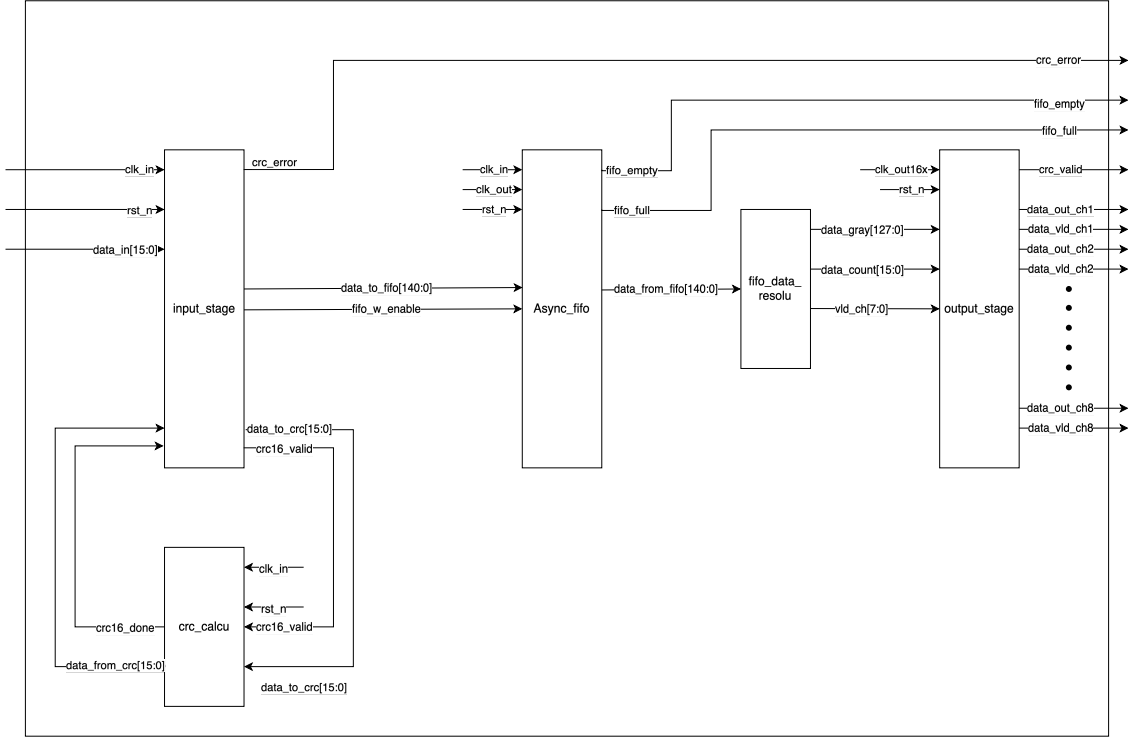 crc_error
fifo_empty
fifo_full
clk_in
crc_error
clk_in
fifo_empty
clk_out16x
crc_valid
clk_out
rst_n
rst_n
rst_n
fifo_full
data_out_ch1
data_gray[127:0]
data_vld_ch1
data_in[15:0]
data_out_ch2
data_count[15:0]
data_vld_ch2
data_to_fifo[140:0]
data_from_fifo[140:0]
fifo_data_
resolu
input_stage
fifo_w_enable
Async_fifo
vld_ch[7:0]
output_stage
data_out_ch8
data_vld_ch8
data_to_crc[15:0]
crc16_valid
clk_in
rst_n
crc16_done
crc_calcu
crc16_valid
data_from_crc[15:0]
data_to_crc[15:0]